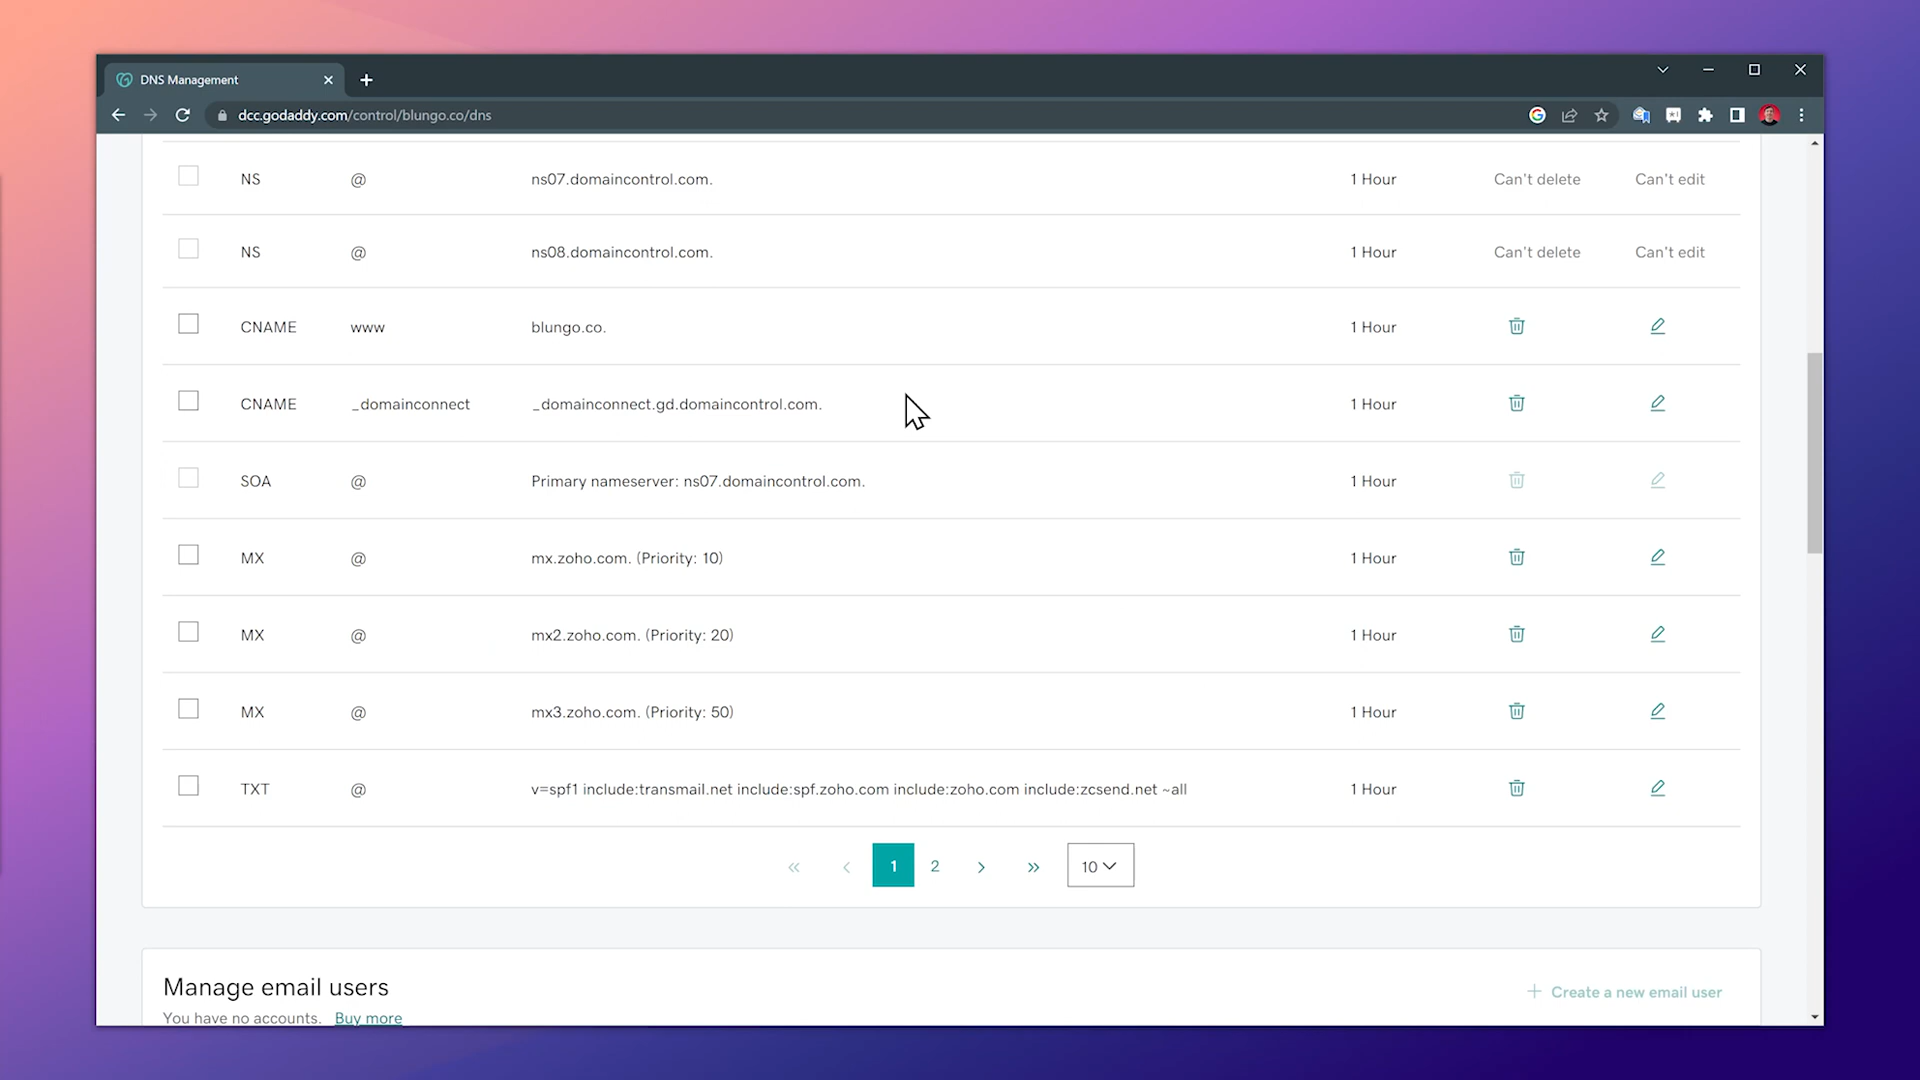 DNS Management
dcc.godaddy.com/control/blungo.co/dns
NS @ ns07.domaincontrol.com. 1 Hour Can't delete Can't edit
NS @ ns08.domaincontrol.com. 1 Hour Can't delete Can't edit
CNAME www blungo.co. 1 Hour
CNAME _domainconnect _domainconnect.gd.domaincontrol.com. 1 Hour
SOA @ Primary nameserver: ns07.domaincontrol.com. 1 Hour
MX @ mx.zoho.com. (Priority: 10) 1 Hour
MX @ mx2.zoho.com. (Priority: 20) 1 Hour
MX @ mx3.zoho.com. (Priority: 50) 1 Hour
TXT @ v=spf1 include:transmail.net include:spf.zoho.com include:zoho.com include:zcsend.net ~all 1 Hour
« ‹ 1 2 › » 10
Manage email users
+ Create a new email user
You have no accounts. Buy more